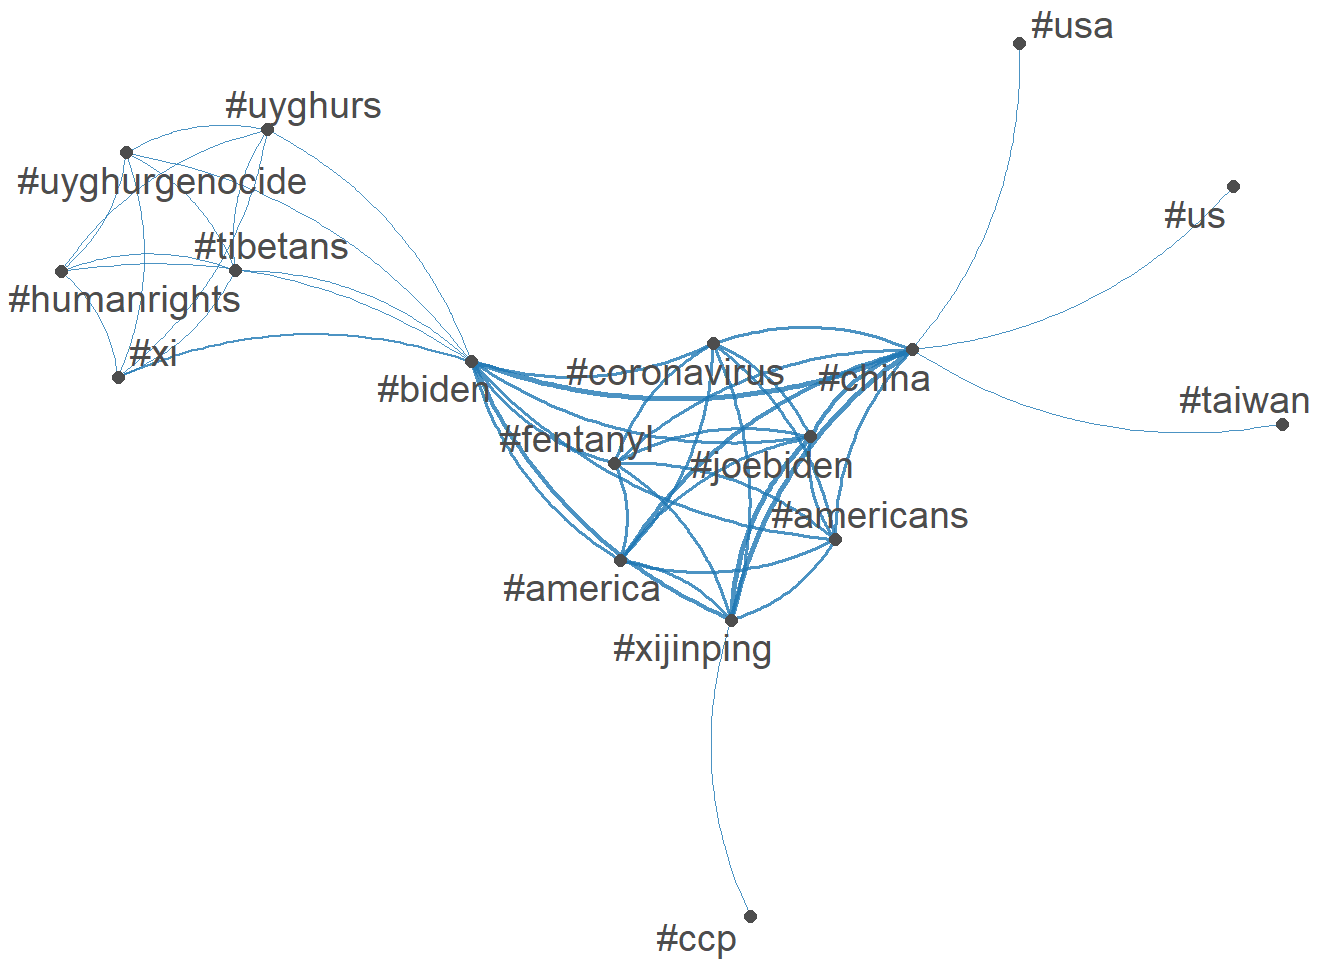 #usa
#uyghurs
#uyghurgenocide
#us
#tibetans
#humanrights
#xi
#coronavirus
#china
#biden
#taiwan
#fentanyl
#joebiden
#americans
#america
#xijinping
#ccp